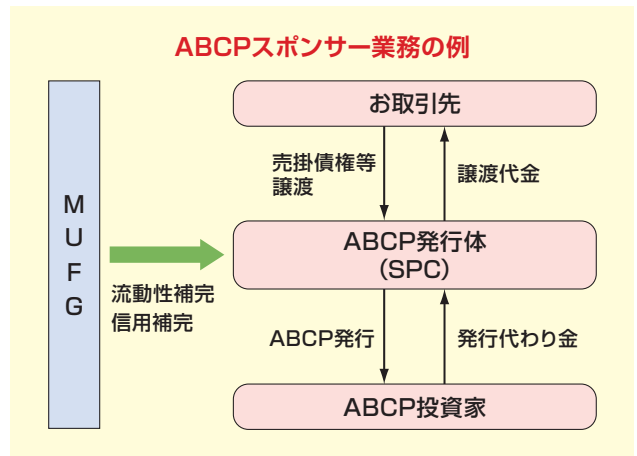 ABCPスポンサー業務の例
お取引先
売掛債権等
譲渡
譲渡代金
MUFG
ABCP発行体
(SPC)
流動性補完
信用補完
ABCP発行
発行代わり金
ABCP投資家